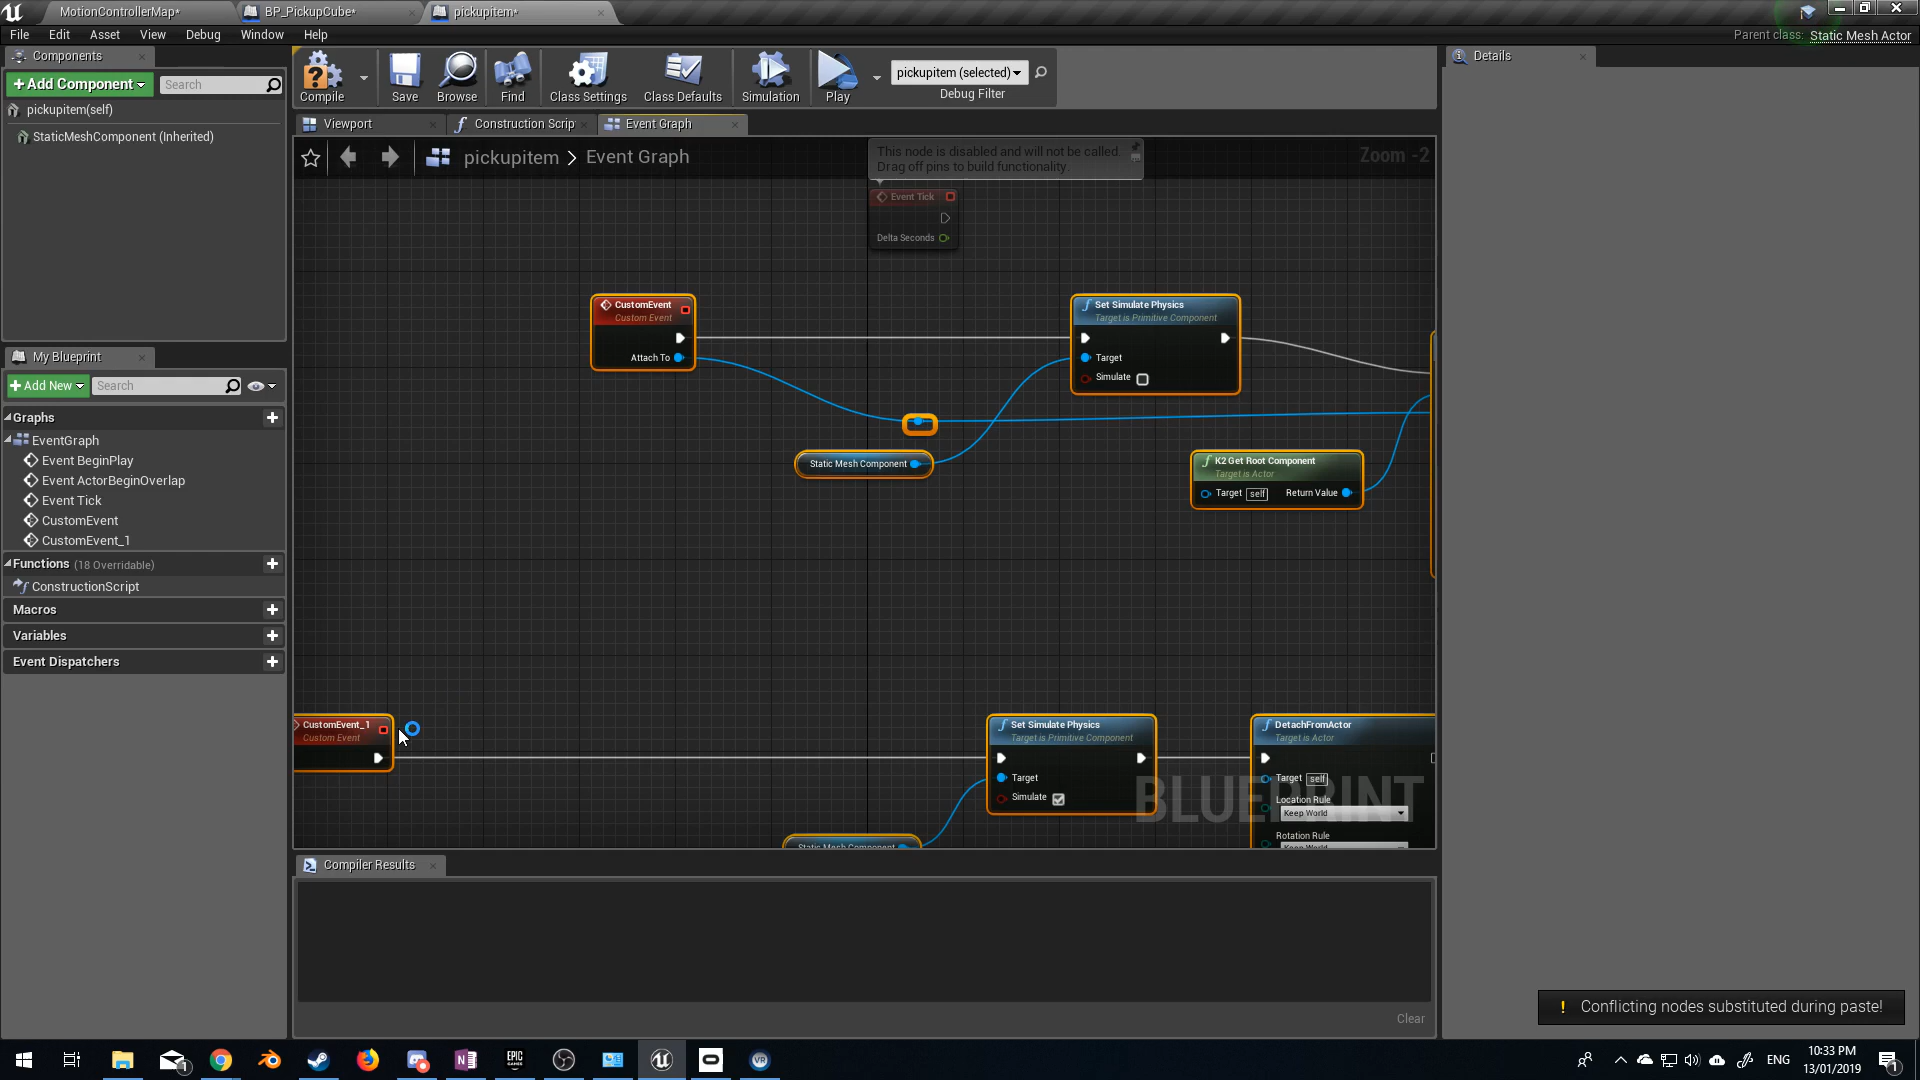 MotionControllerMap*
BP_PickupCube*
pickupitem*
File Edit Asset View Debug Window Help
Parent class: Static Mesh Actor
Components
+ Add Component
Search
pickupitem(self)
StaticMeshComponent (Inherited)
Compile
Save
Browse
Find
Class Settings
Class Defaults
Simulation
Play
pickupitem (selected)
Debug Filter
Details
Viewport
Construction Scrip
Event Graph
pickupitem > Event Graph
Zoom -2
This node is disabled and will not be called.
Drag off pins to build functionality.
Event Tick
Delta Seconds
CustomEvent
Custom Event
Attach To
Set Simulate Physics
Target is Primitive Component
Target
Simulate
Static Mesh Component
K2 Get Root Component
Target is Actor
Target self Return Value
My Blueprint
+ Add New
Search
Graphs
EventGraph
Event BeginPlay
Event ActorBeginOverlap
Event Tick
CustomEvent
CustomEvent_1
Functions (18 Overridable)
ConstructionScript
Macros
Variables
Event Dispatchers
CustomEvent_1
Custom Event
Set Simulate Physics
Target is Primitive Component
Target
Simulate
Static Mesh Component
DetachFromActor
Target is Actor
Target self
Location Rule
Keep World
Rotation Rule
Keep World
BLUEPRINT
Compiler Results
Clear
! Conflicting nodes substituted during paste!
ENG
10:33 PM
13/01/2019